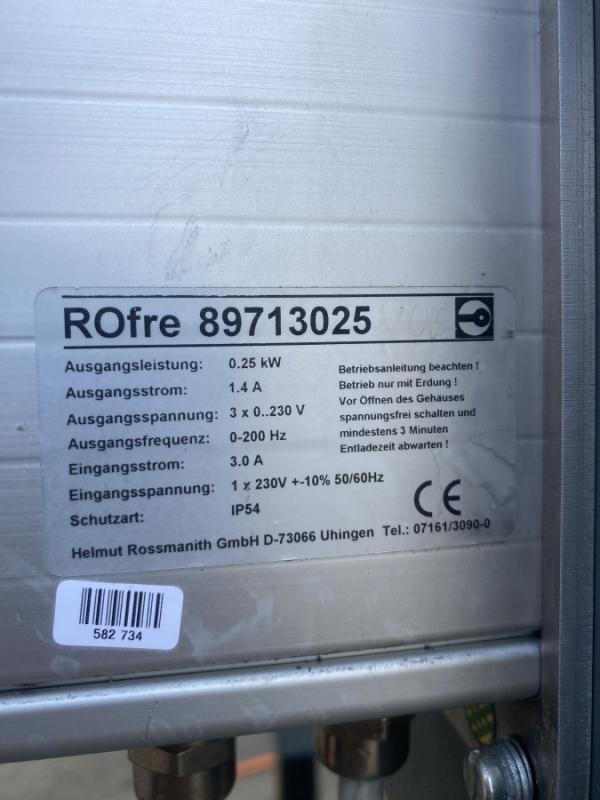 ROfre 89713025
Ausgangsleistung: 0.25 kW
Ausgangsstrom: 1.4 A
Ausgangsspannung: 3 x 0..230 V
Ausgangsfrequenz: 0-200 Hz
Eingangsstrom: 3.0 A
Eingangsspannung: 1 x 230V +-10% 50/60Hz
Schutzart: IP54
Betriebsanleitung beachten !
Betrieb nur mit Erdung !
Vor Öffnen des Gehäuses
spannungsfrei schalten und
mindestens 3 Minuten
Entladezeit abwarten !
CE
Helmut Rossmanith GmbH D-73066 Uhingen Tel.: 07161/3090-0
582 734